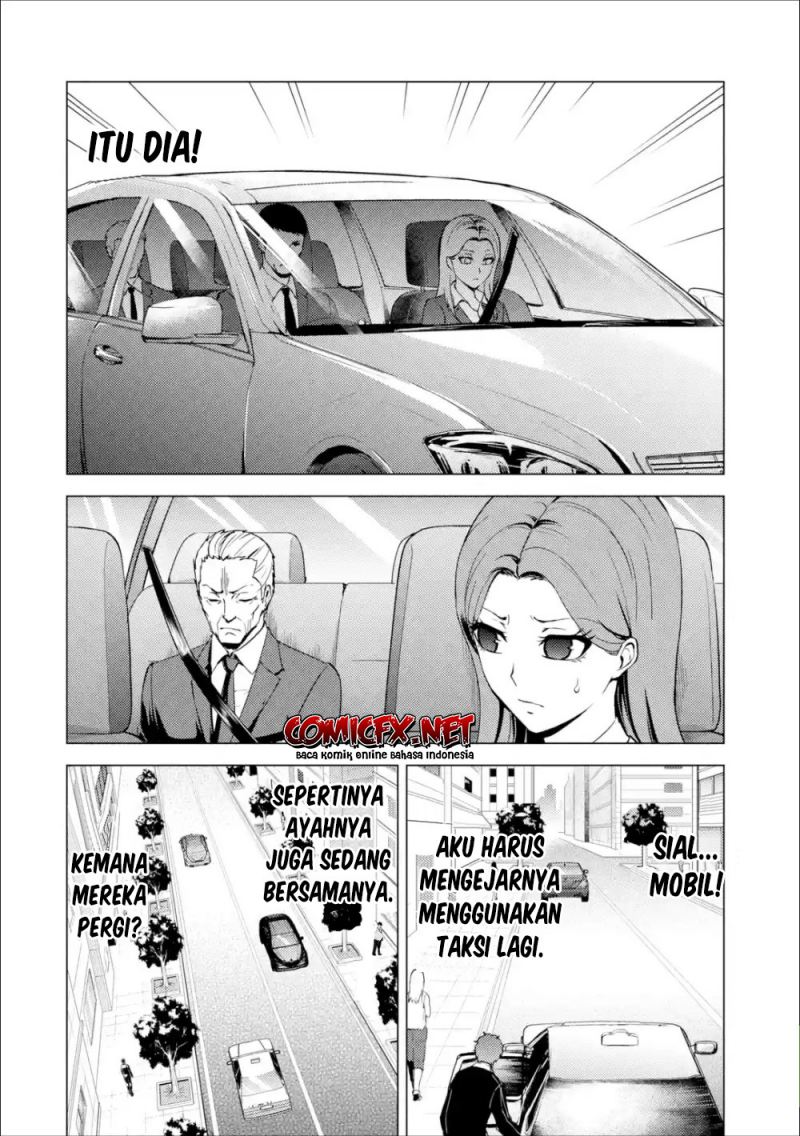 ITU DIA!
COMICFX.NET
BACA KOMIK ONLINE BAHASA INDONESIA
SIAL...
MOBIL!
AKU HARUS
MENGEJARNYA
MENGGUNAKAN
TAKSI LAGI.
SEPERTINYA
AYAHNYA
JUGA SEDANG
BERSAMANYA.
KEMANA
MEREKA
PERGI?